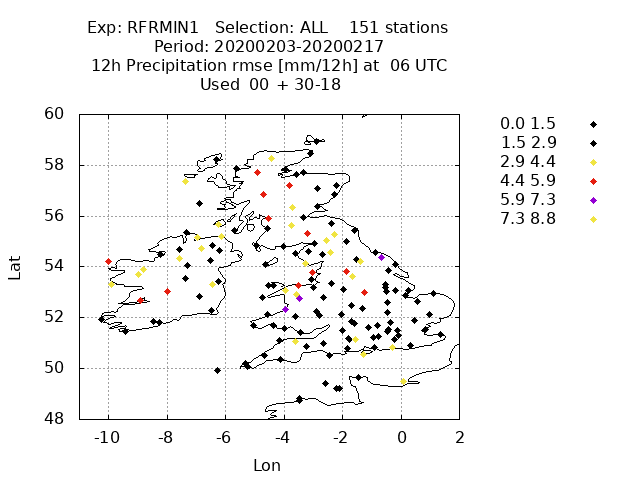 Exp: RFRMIN1 Selection: ALL 151 stations
Period: 20200203-20200217
12h Precipitation rmse [mm/12h] at 06 UTC
Used 00 + 30-18
60
58
56
54
52
50
48
Lat
-10 -8 -6 -4 -2 0 2
Lon
0.0 1.5
1.5 2.9
2.9 4.4
4.4 5.9
5.9 7.3
7.3 8.8